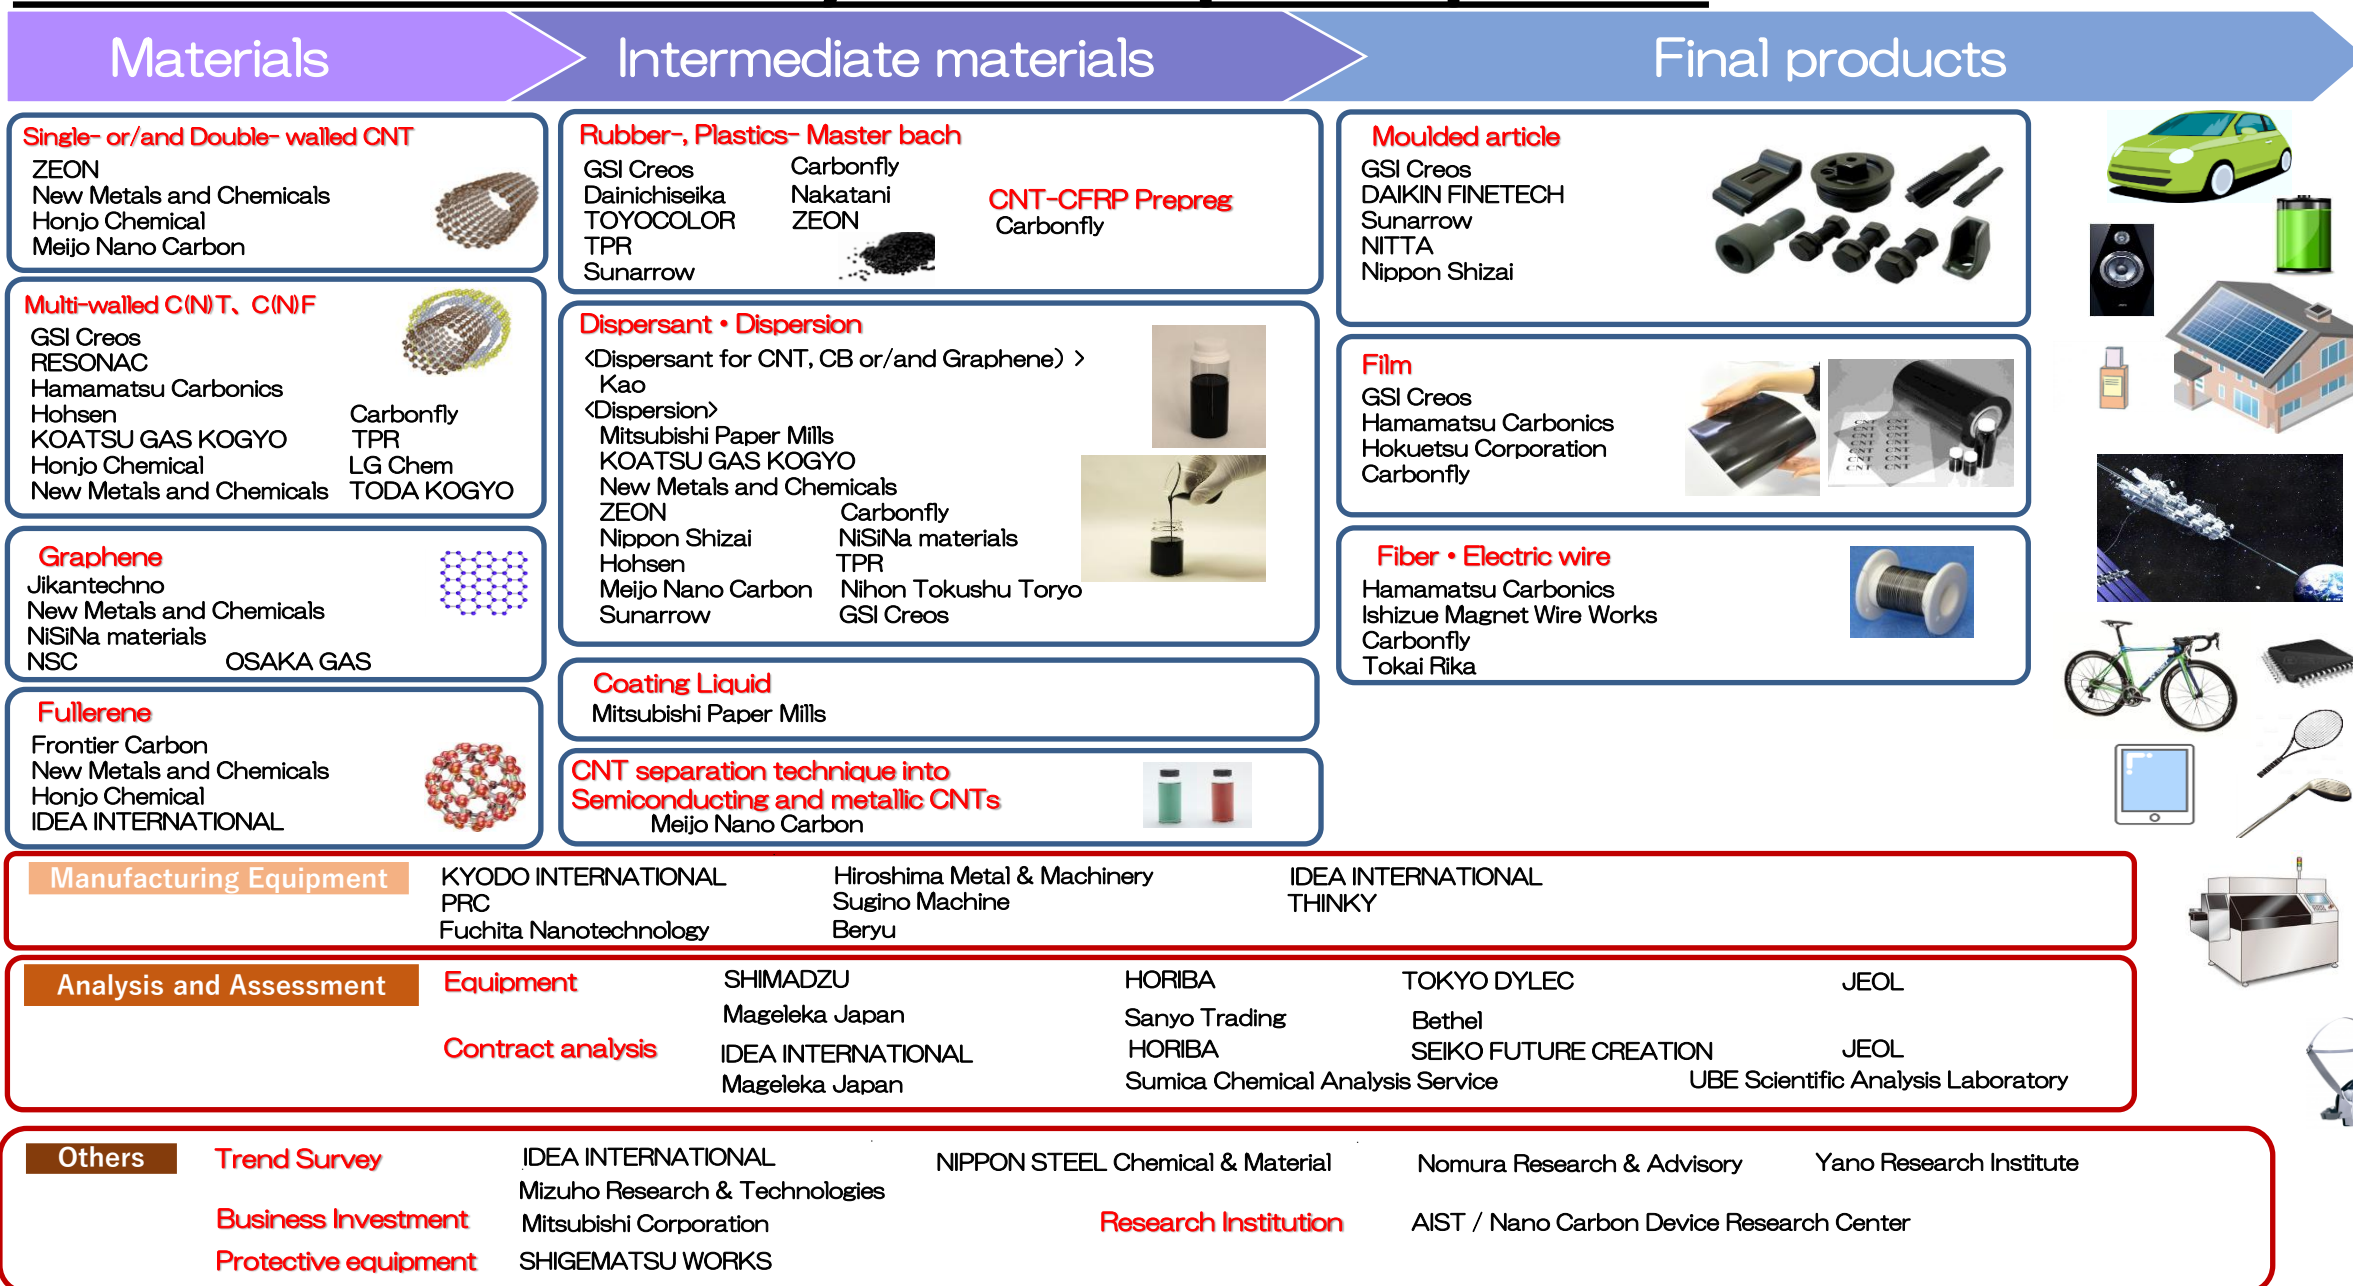 Materials
Intermediate materials
Final products
Single- or/and Double- walled CNT
ZEON
New Metals and Chemicals
Honjo Chemical
Meijo Nano Carbon
Multi-walled C(N)T、C(N)F
GSI Creos
RESONAC
Hamamatsu Carbonics
Hohsen
KOATSU GAS KOGYO
Honjo Chemical
New Metals and Chemicals
Carbonfly
TPR
LG Chem
TODA KOGYO
Graphene
Jikantechno
New Metals and Chemicals
NiSiNa materials
NSC OSAKA GAS
Fullerene
Frontier Carbon
New Metals and Chemicals
Honjo Chemical
IDEA INTERNATIONAL
Rubber-, Plastics- Master bach
GSI Creos
Dainichiseika
TOYOCOLOR
TPR
Sunarrow
Carbonfly
Nakatani
ZEON
CNT-CFRP Prepreg
Carbonfly
Dispersant・Dispersion
<Dispersant for CNT, CB or/and Graphene) >
Kao
<Dispersion>
Mitsubishi Paper Mills
KOATSU GAS KOGYO
New Metals and Chemicals
ZEON
Nippon Shizai
Hohsen
Meijo Nano Carbon
Sunarrow
Carbonfly
NiSiNa materials
TPR
Nihon Tokushu Toryo
GSI Creos
Coating Liquid
Mitsubishi Paper Mills
CNT separation technique into
Semiconducting and metallic CNTs
Meijo Nano Carbon
Moulded article
GSI Creos
DAIKIN FINETECH
Sunarrow
NITTA
Nippon Shizai
Film
GSI Creos
Hamamatsu Carbonics
Hokuetsu Corporation
Carbonfly
CNT CNT
CNT CNT
CNT CNT
CNT CNT
CNT CNT
Fiber・Electric wire
Hamamatsu Carbonics
Ishizue Magnet Wire Works
Carbonfly
Tokai Rika
Manufacturing Equipment
KYODO INTERNATIONAL
PRC
Fuchita Nanotechnology
Hiroshima Metal & Machinery
Sugino Machine
Beryu
IDEA INTERNATIONAL
THINKY
Analysis and Assessment
Equipment
SHIMADZU HORIBA TOKYO DYLEC JEOL
Mageleka Japan Sanyo Trading Bethel
Contract analysis
IDEA INTERNATIONAL HORIBA SEIKO FUTURE CREATION JEOL
Mageleka Japan Sumica Chemical Analysis Service UBE Scientific Analysis Laboratory
Others
Trend Survey
IDEA INTERNATIONAL NIPPON STEEL Chemical & Material Nomura Research & Advisory Yano Research Institute
Mizuho Research & Technologies
Business Investment
Mitsubishi Corporation
Research Institution
AIST / Nano Carbon Device Research Center
Protective equipment
SHIGEMATSU WORKS